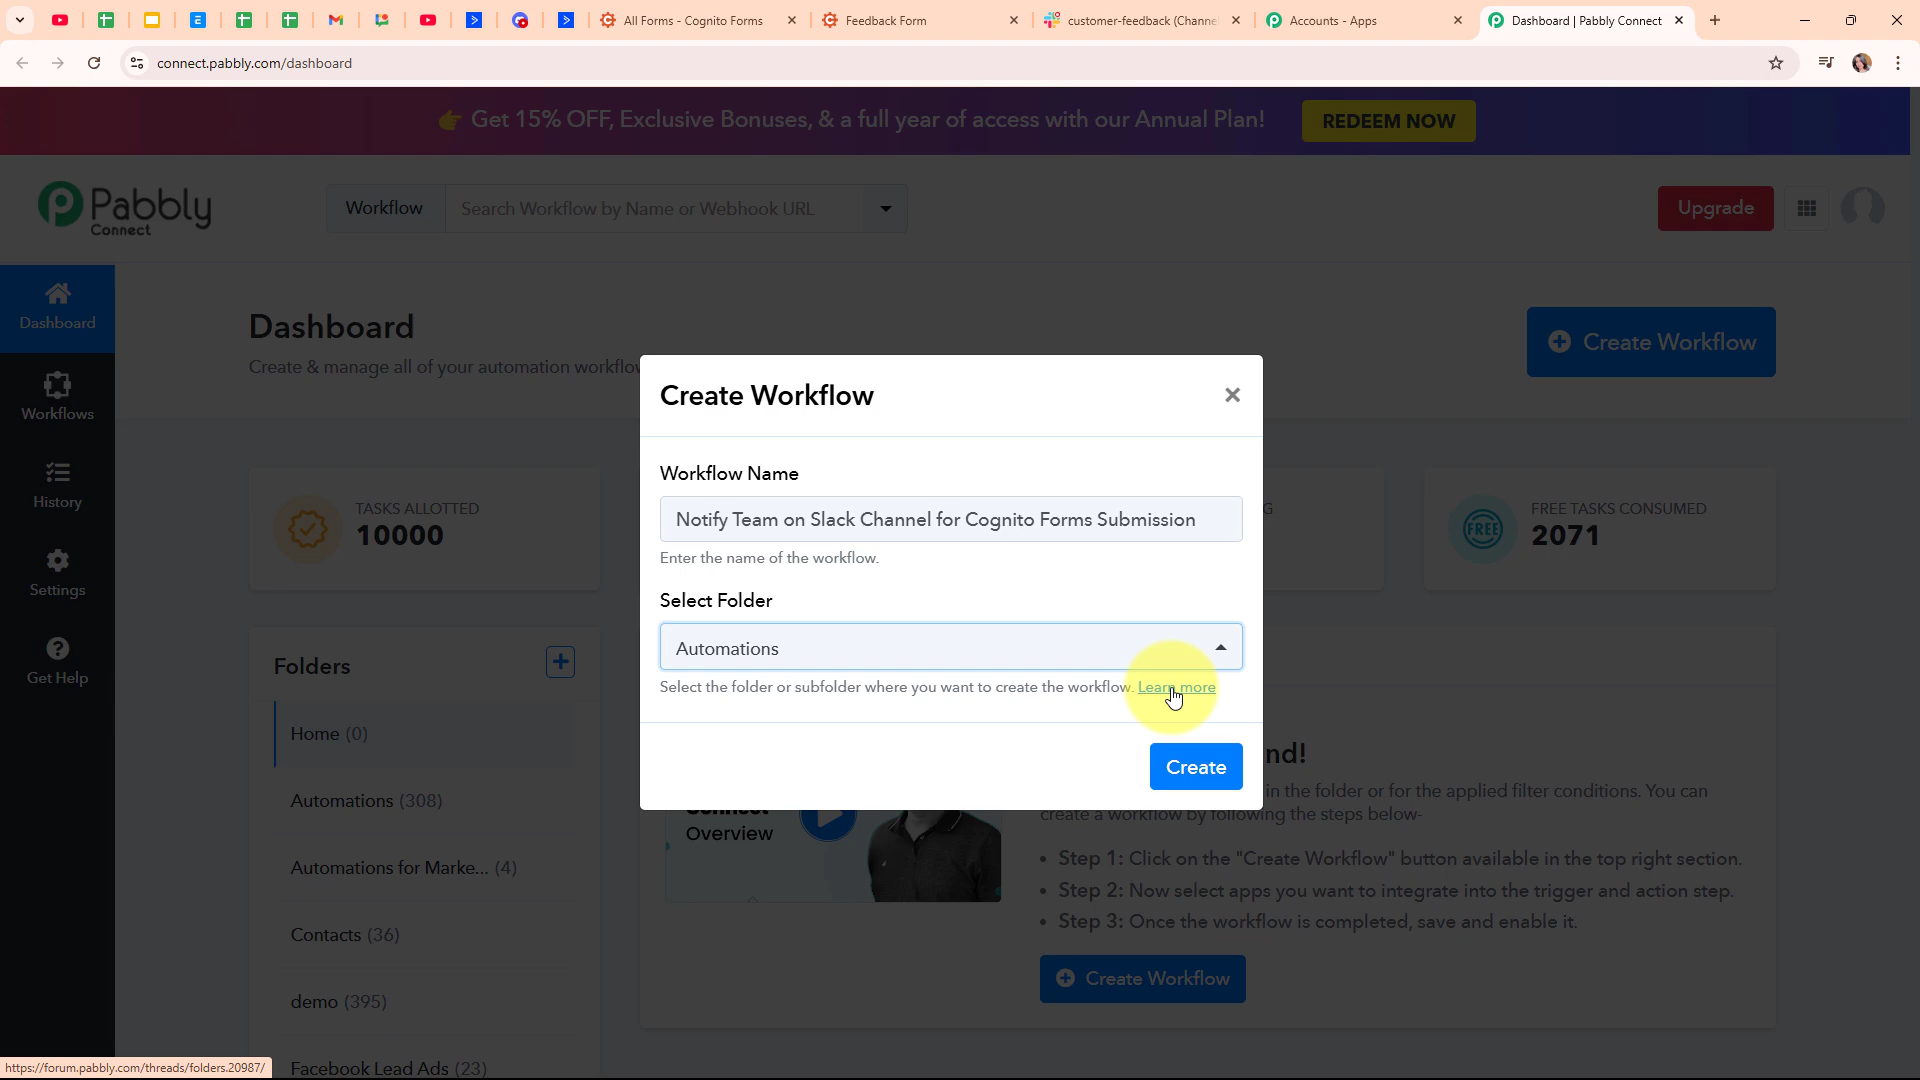 All Forms - Cognito Forms
Feedback Form
customer-feedback (Channe
Accounts - Apps
Dashboard | Pabbly Connect
connect.pabbly.com/dashboard
👉 Get 15% OFF, Exclusive Bonuses, & a full year of access with our Annual Plan!
REDEEM NOW
Pabbly
Connect
Workflow
Search Workflow by Name or Webhook URL
Upgrade
Dashboard
Workflows
History
Settings
Get Help
Dashboard
Create & manage all of your automation workflow
Create Workflow
TASKS ALLOTTED
10000
G
FREE
FREE TASKS CONSUMED
2071
Create Workflow
Workflow Name
Notify Team on Slack Channel for Cognito Forms Submission
Enter the name of the workflow.
Select Folder
Automations
Select the folder or subfolder where you want to create the workflow. Learn more
Create
Folders
Home (0)
Automations (308)
Automations for Marke... (4)
Contacts (36)
demo (395)
Facebook Lead Ads (23)
Overview
nd!
in the folder or for the applied filter conditions. You can
create a workflow by following the steps below-
Step 1: Click on the "Create Workflow" button available in the top right section.
Step 2: Now select apps you want to integrate into the trigger and action step.
Step 3: Once the workflow is completed, save and enable it.
Create Workflow
https://forum.pabbly.com/threads/folders.20987/